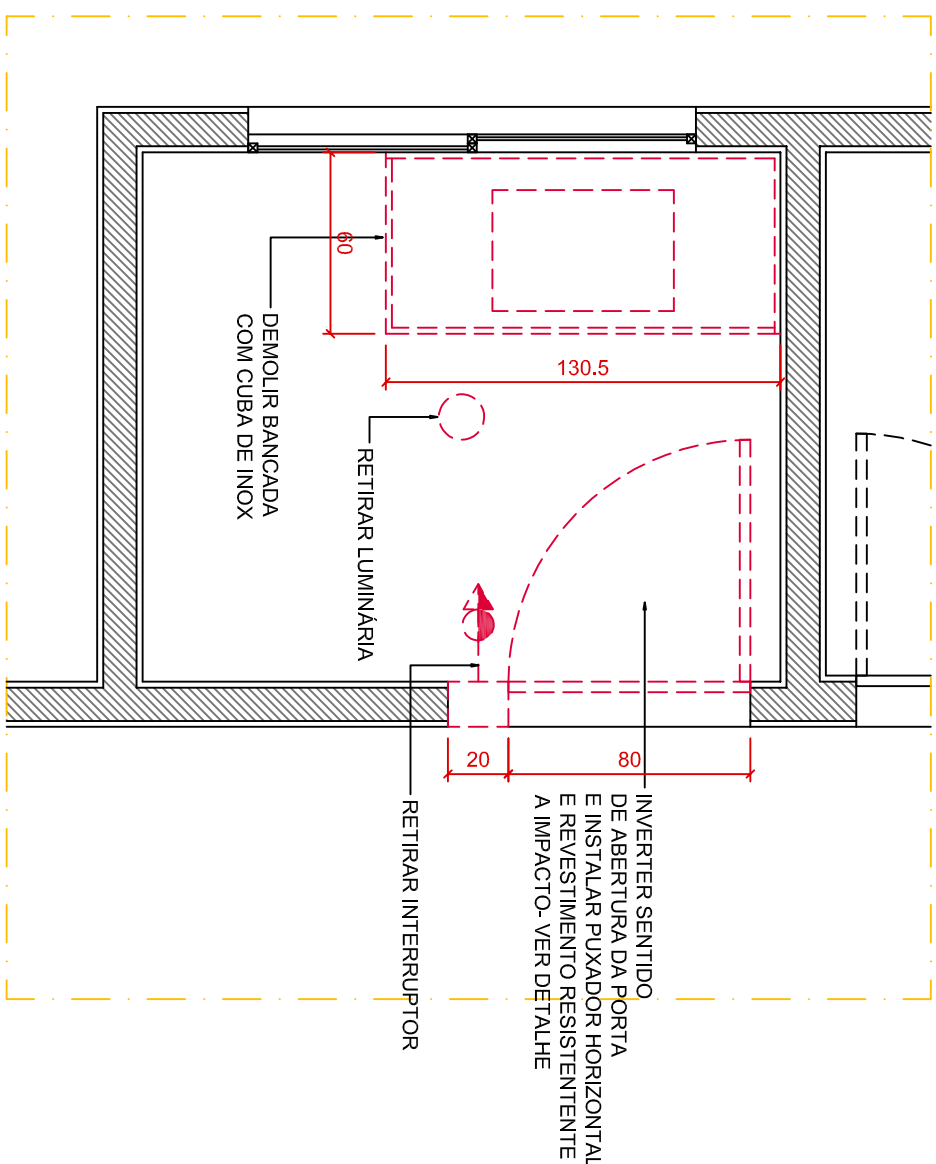 DEMOLIR BANCADA
COM CUBA DE INOX
60
130.5
RETIRAR LUMINÁRIA
20
80
RETIRAR INTERRUPTOR
INVERTER SENTIDO
DE ABERTURA DA PORTA
E INSTALAR PUXADOR HORIZONTAL
E REVESTIMENTO RESISTENTENTE
A IMPACTO- VER DETALHE